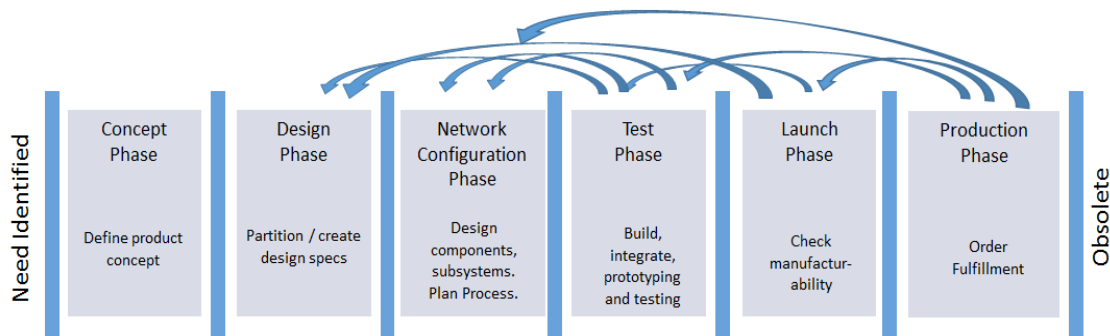 Need Identified
Concept
Phase
Define product
concept
Design
Phase
Partition / create
design specs
Network
Configuration
Phase
Design
components,
subsystems.
Plan Process.
Test
Phase
Build,
integrate,
prototyping
and testing
Launch
Phase
Check
manufactur-
ability
Production
Phase
Order
Fulfillment
Obsolete